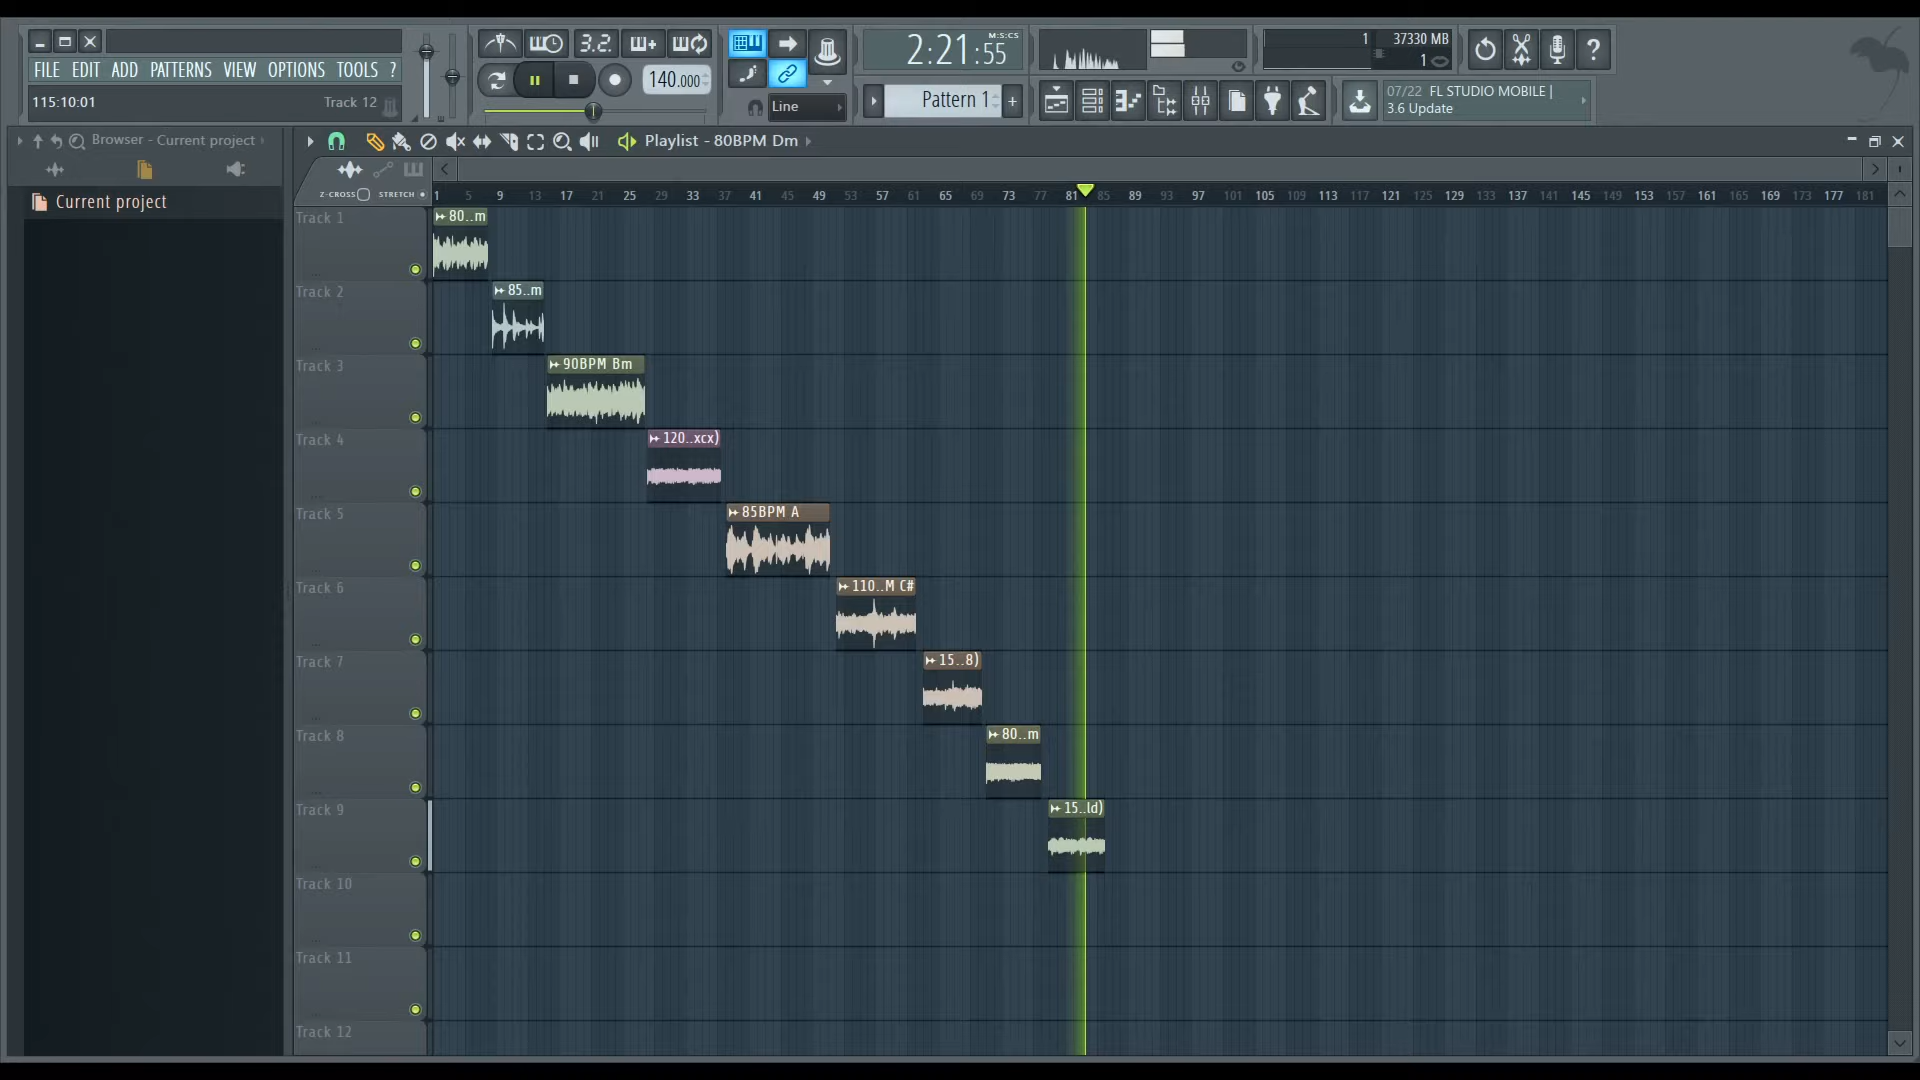 FILE EDIT ADD PATTERNS VIEW OPTIONS TOOLS ?
115:10:01 Track 12
3.2.
140.000
Line
2:21:55 M:S:CS
Pattern 1 +
1 37330 MB
1
?
07/22 FL STUDIO MOBILE |
3.6 Update
Browser - Current project
Current project
Playlist - 80BPM Dm
Z-CROSS STRETCH
1 5 9 13 17 21 25 29 33 37 41 45 49 53 57 61 65 69 73 77 81 85 89 93 97 101 105 109 113 117 121 125 129 133 137 141 145 149 153 157 161 165 169 173 177 181
Track 1
80..m
Track 2
85..m
Track 3
90BPM Bm
Track 4
120..xcx)
Track 5
85BPM A
Track 6
110..M C#
Track 7
15..8)
Track 8
80..m
Track 9
15..ld)
Track 10
Track 11
Track 12